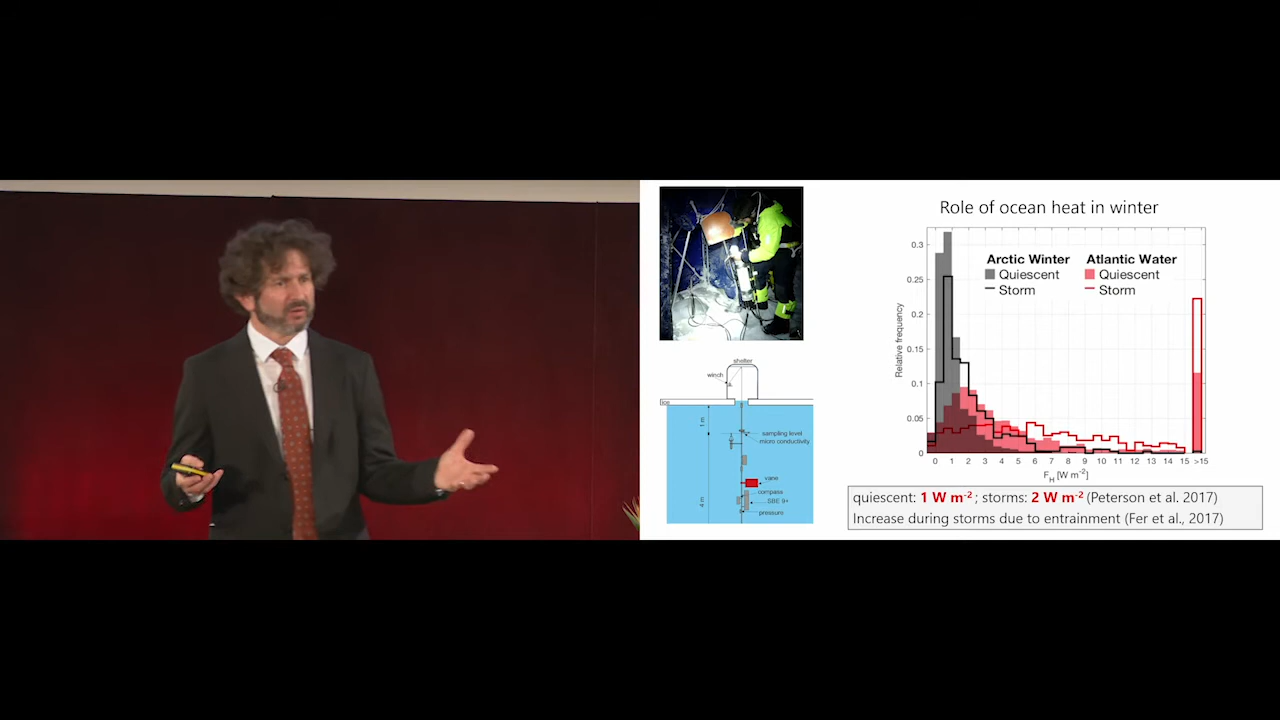 Role of ocean heat in winter
0.3
0.25
0.2
0.15
0.1
0.05
0
Relative frequency
Arctic Winter
Quiescent
Storm
Atlantic Water
Quiescent
Storm
0 1 2 3 4 5 6 7 8 9 10 11 12 13 14 15 >15
F_H [W m⁻²]
quiescent: 1 W m⁻² ; storms: 2 W m⁻² (Peterson et al. 2017)
Increase during storms due to entrainment (Fer et al., 2017)
shelter
winch
ice
1 m
sampling level
micro conductivity
vane
compass
SBE 9+
4 m
pressure